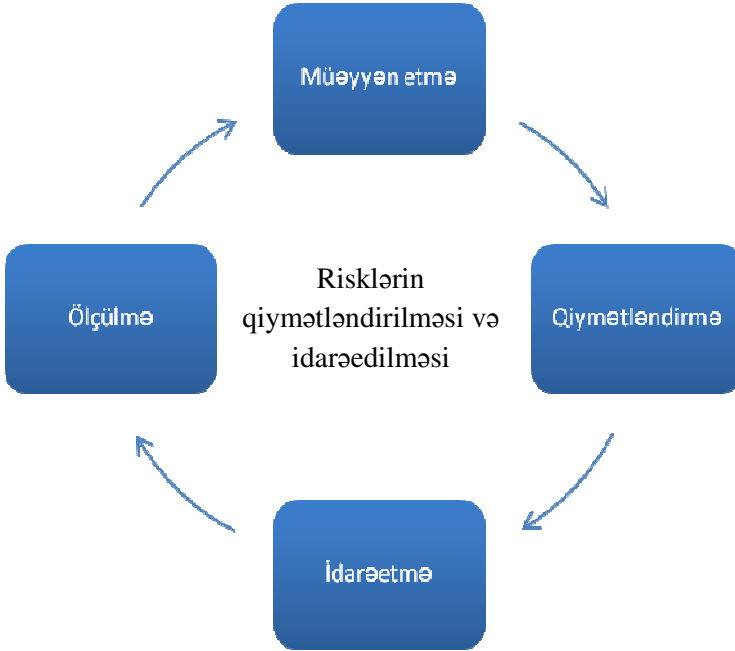 Müəyyən etmə
Risklərin
qiymətləndirilməsi və
idarəedilməsi
Ölçülmə
Qiymətləndirmə
İdarəetmə